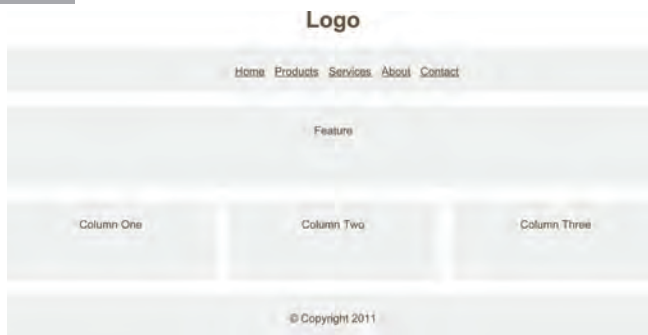 Logo
Home Products Services About Contact
Feature
Column One Column Two Column Three
© Copyright 2011